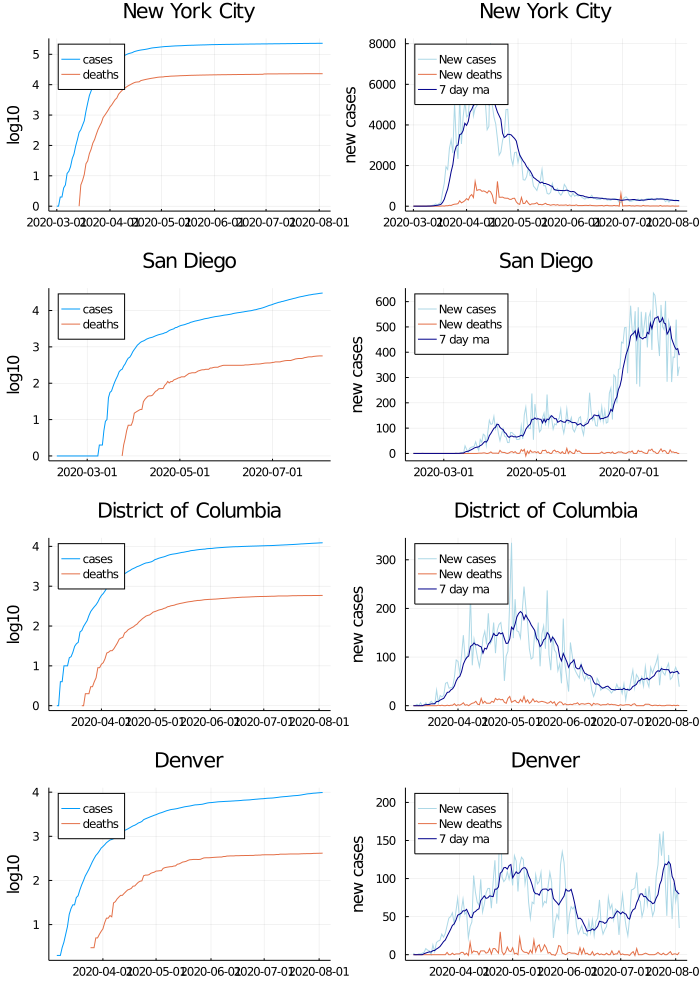 New York City
New York City
5
4
3
2
1
0
log10
cases
deaths
2020-03-01
2020-04-01
2020-05-01
2020-06-01
2020-07-01
2020-08-01
8000
6000
4000
2000
0
new cases
New cases
New deaths
7 day ma
2020-03-01
2020-04-01
2020-05-01
2020-06-01
2020-07-01
2020-08-0
San Diego
San Diego
4
3
2
1
0
log10
cases
deaths
2020-03-01
2020-05-01
2020-07-01
600
500
400
300
200
100
0
new cases
New cases
New deaths
7 day ma
2020-03-01
2020-05-01
2020-07-01
District of Columbia
District of Columbia
4
3
2
1
0
log10
cases
deaths
2020-04-01
2020-05-01
2020-06-01
2020-07-01
2020-08-01
300
200
100
0
new cases
New cases
New deaths
7 day ma
2020-04-01
2020-05-01
2020-06-01
2020-07-01
2020-08-0
Denver
Denver
4
3
2
1
log10
cases
deaths
2020-04-01
2020-05-01
2020-06-01
2020-07-01
2020-08-01
200
150
100
50
0
new cases
New cases
New deaths
7 day ma
2020-04-01
2020-05-01
2020-06-01
2020-07-01
2020-08-0